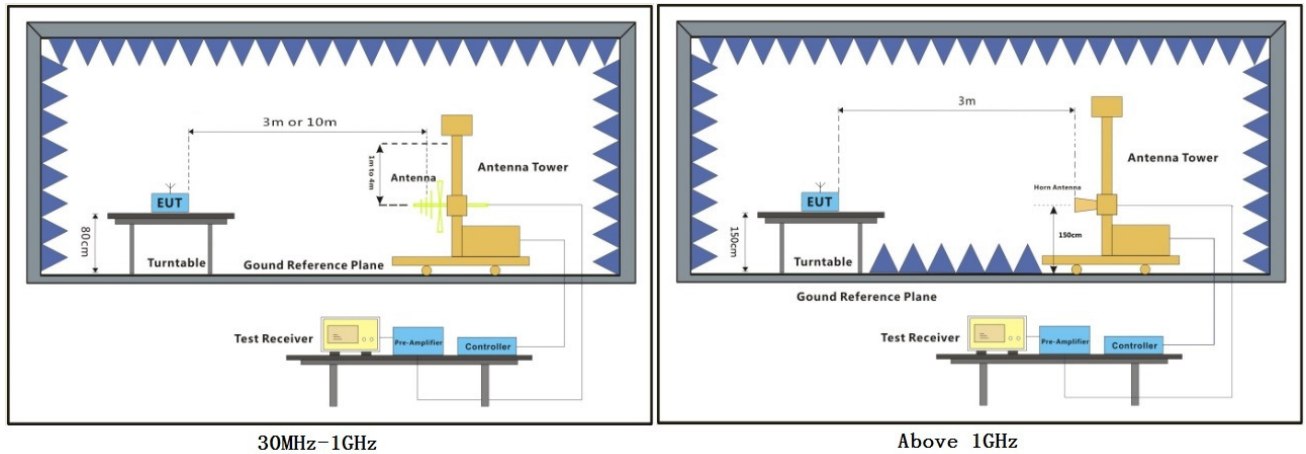 3m or 10m
1m to 4m
Antenna
Antenna Tower
EUT
80cm
Turntable
Gound Reference Plane
Test Receiver
Pre-Amplifier
Controller
30MHz-1GHz
3m
Antenna Tower
Horn Antenna
EUT
150cm
150cm
Turntable
Gound Reference Plane
Test Receiver
Pre-Amplifier
Controller
Above 1GHz